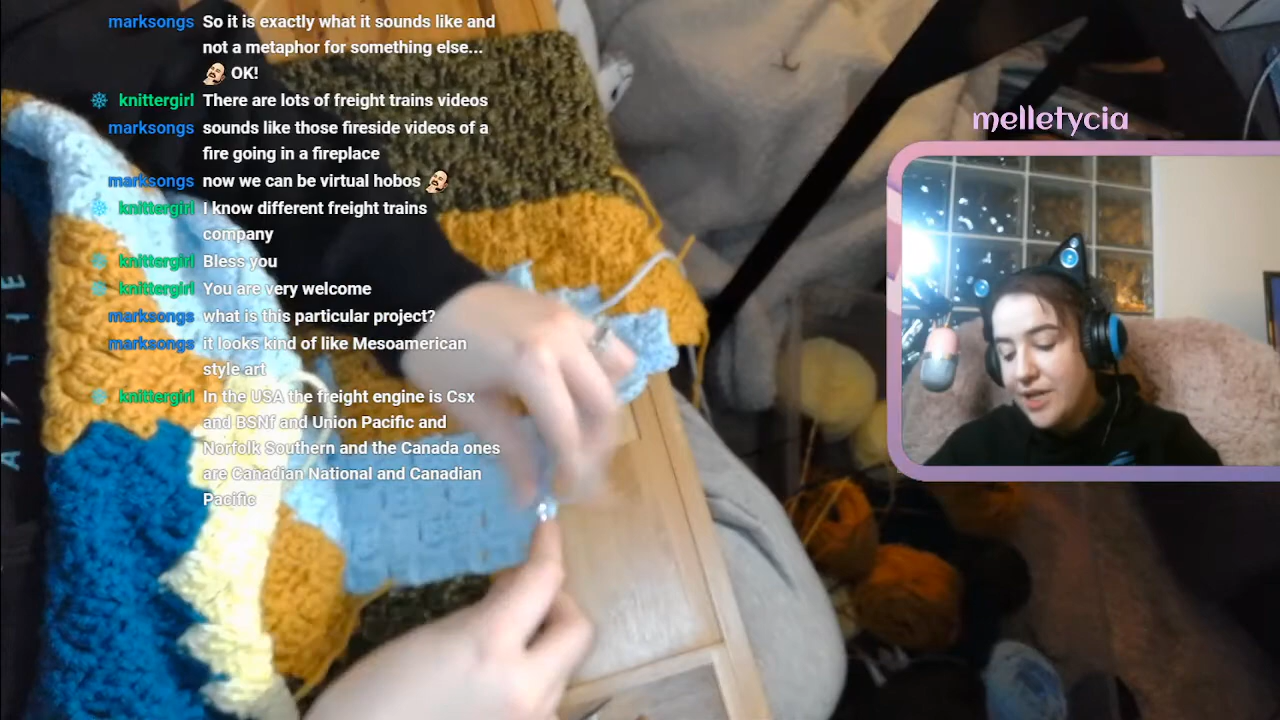 marksongs So it is exactly what it sounds like and
not a metaphor for something else...
OK!
knittergirl There are lots of freight trains videos
marksongs sounds like those fireside videos of a
fire going in a fireplace
marksongs now we can be virtual hobos
knittergirl I know different freight trains
company
knittergirl Bless you
knittergirl You are very welcome
marksongs what is this particular project?
marksongs it looks kind of like Mesoamerican
style art
knittergirl In the USA the freight engine is Csx
and BSNf and Union Pacific and
Norfolk Southern and the Canada ones
are Canadian National and Canadian
Pacific
melletycia